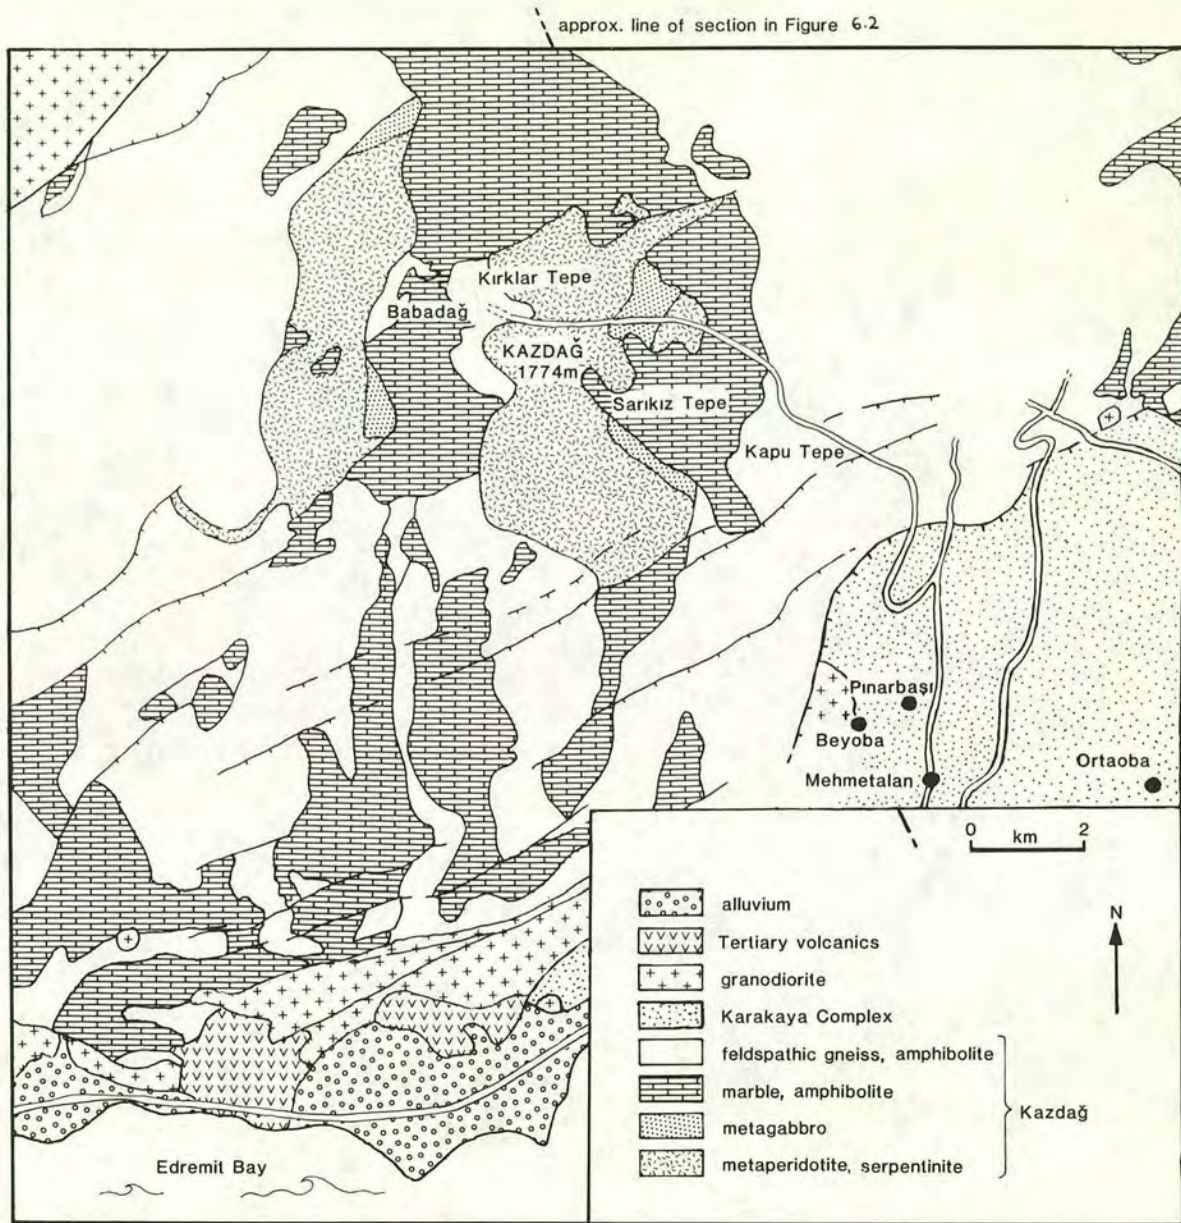 approx. line of section in Figure 6.2
Kırklar Tepe
Babadağ
KAZDAĞ
1774m
Sarıkız Tepe
Kapu Tepe
Pınarbaşı
Beyoba
Mehmetalan
Ortaoba
0 2
km
alluvium
Tertiary volcanics
granodiorite
Karakaya Complex
feldspathic gneiss, amphibolite
marble, amphibolite
metagabbro
metaperidotite, serpentinite
Kazdağ
N
Edremit Bay